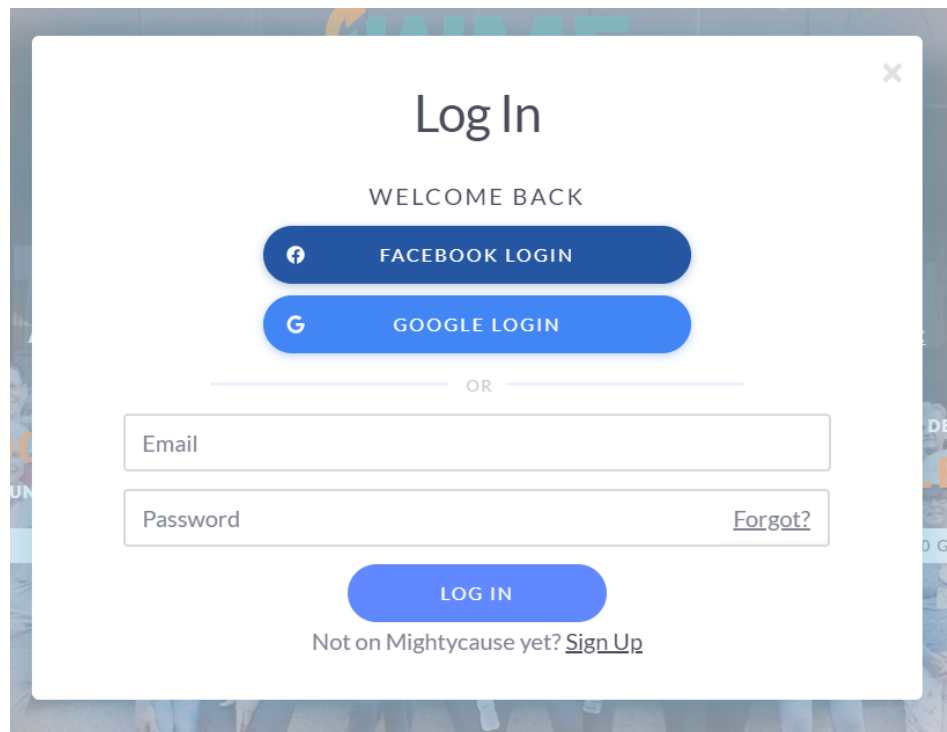 ×
Log In
WELCOME BACK
FACEBOOK LOGIN
G GOOGLE LOGIN
OR
Email
Password Forgot?
LOG IN
Not on Mightycause yet? Sign Up